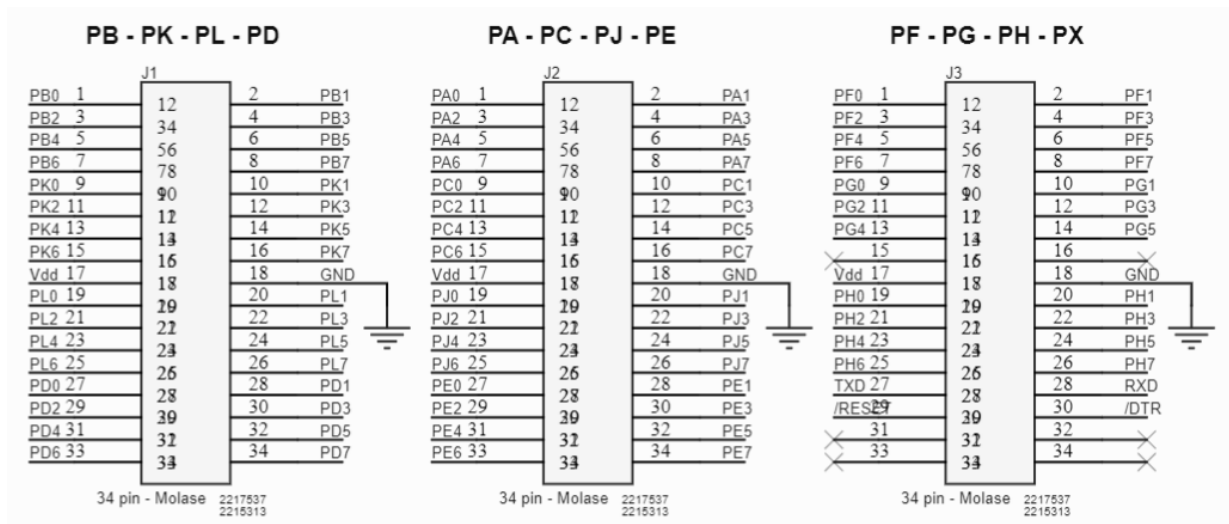 PB - PK - PL - PD PA - PC - PJ - PE PF - PG - PH - PX
J1 J2 J3
PB0 1 12 2 PB1 PA0 1 12 2 PA1 PF0 1 12 2 PF1
PB2 3 34 4 PB3 PA2 3 34 4 PA3 PF2 3 34 4 PF3
PB4 5 56 6 PB5 PA4 5 56 6 PA5 PF4 5 56 6 PF5
PB6 7 78 8 PB7 PA6 7 78 8 PA7 PF6 7 78 8 PF7
PK0 9 10 PK1 PC0 9 10 PC1 PG0 9 10 PG1
PK2 11 12 PK3 PC2 11 12 PC3 PG2 11 12 PG3
PK4 13 14 PK5 PC4 13 14 PC5 PG4 13 14 PG5
PK6 15 16 PK7 PC6 15 16 PC7 15 16
Vdd 17 18 GND Vdd 17 18 GND Vdd 17 18 GND
PL0 19 20 PL1 PJ0 19 20 PJ1 PH0 19 20 PH1
PL2 21 22 PL3 PJ2 21 22 PJ3 PH2 21 22 PH3
PL4 23 24 PL5 PJ4 23 24 PJ5 PH4 23 24 PH5
PL6 25 26 PL7 PJ6 25 26 PJ7 PH6 25 26 PH7
PD0 27 28 PD1 PE0 27 28 PE1 TXD 27 28 RXD
PD2 29 30 PD3 PE2 29 30 PE3 /RESET 29 30 /DTR
PD4 31 32 PD5 PE4 31 32 PE5 31 32
PD6 33 34 PD7 PE6 33 34 PE7 33 34
34 pin - Molase 2217537 34 pin - Molase 2217537 34 pin - Molase 2217537
2215313 2215313 2215313